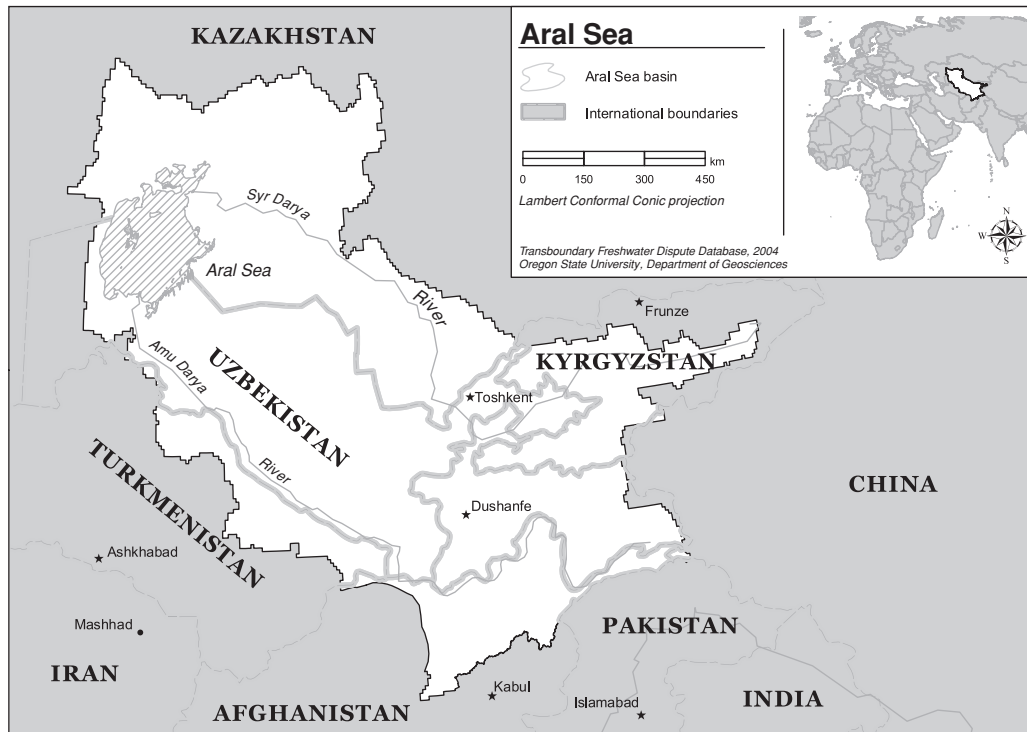 KAZAKHSTAN
Aral Sea
Aral Sea basin
International boundaries
km
0 150 300 450
Lambert Conformal Conic projection
Transboundary Freshwater Dispute Database, 2004
Oregon State University, Department of Geosciences
N
W E
S
Syr Darya
River
Aral Sea
Frunze
KYRGYZSTAN
Amu Darya
River
UZBEKISTAN
Toshkent
TURKMENISTAN
CHINA
Dushanfe
Ashkhabad
Mashhad
PAKISTAN
IRAN
Kabul
Islamabad
INDIA
AFGHANISTAN